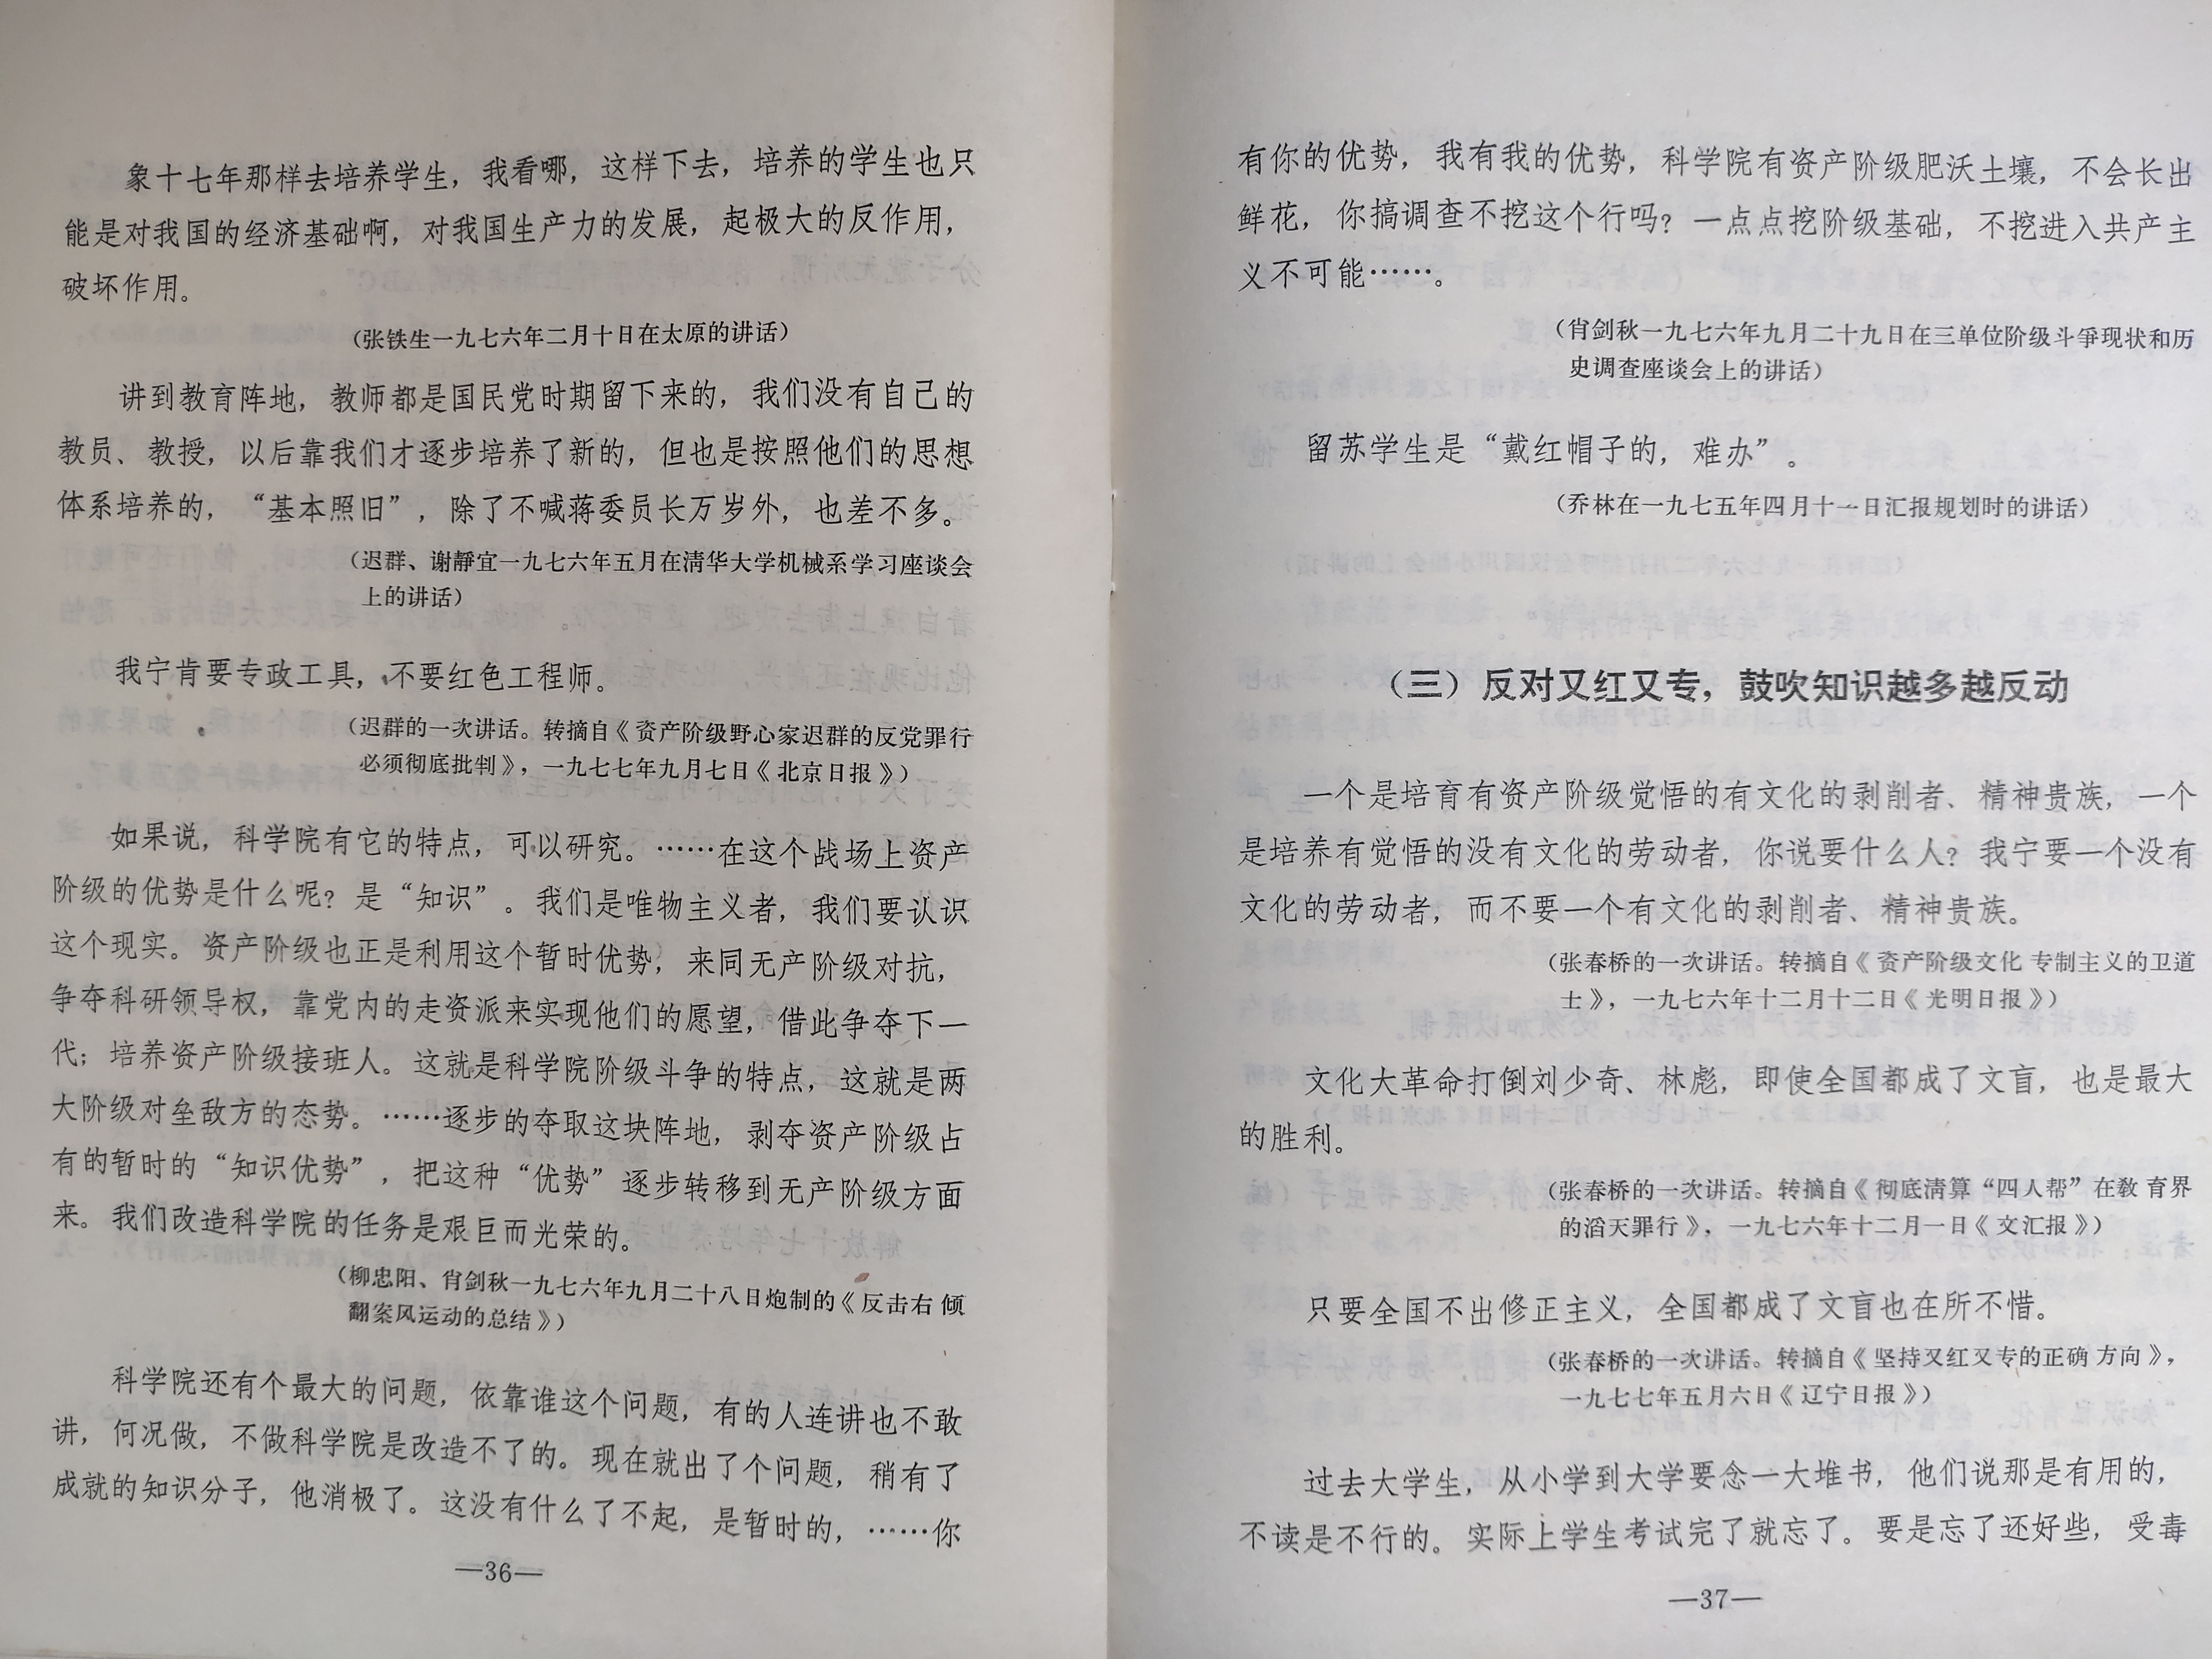 象十七年那样去培养学生，我看哪，这样下去，培养的学生也只
能是对我国的经济基础啊，对我国生产力的发展，起极大的反作用，
破坏作用。
（张铁生一九七六年二月十日在太原的讲话）
讲到教育阵地，教师都是国民党时期留下来的，我们没有自己的
教员、教授，以后靠我们才逐步培养了新的，但也是按照他们的思想
体系培养的，“基本照旧”，除了不喊蒋委员长万岁外，也差不多。
（迟群、谢靜宜一九七六年五月在清华大学机械系学习座谈会
上的讲话）
我宁肯要专政工具，不要红色工程师。
（迟群的一次讲话。转摘自《资产阶级野心家迟群的反党罪行
必须彻底批判》，一九七七年九月七日《北京日报》）
如果说，科学院有它的特点，可以研究。……在这个战场上资产
阶级的优势是什么呢？是“知识”。我们是唯物主义者，我们要认识
这个现实。资产阶级也正是利用这个暂时优势，来同无产阶级对抗，
争夺科研领导权，靠党内的走资派来实现他们的愿望，借此争夺下一
代；培养资产阶级接班人。这就是科学院阶级斗争的特点，这就是两
大阶级对垒敌方的态势。……逐步的夺取这块阵地，剥夺资产阶级占
有的暂时的“知识优势”，把这种“优势”逐步转移到无产阶级方面
来。我们改造科学院的任务是艰巨而光荣的。
（柳忠阳、肖剑秋一九七六年九月二十八日炮制的《反击右倾
翻案风运动的总结》）
科学院还有个最大的问题，依靠谁这个问题，有的人连讲也不敢
讲，何况做，不做科学院是改造不了的。现在就出了个问题，稍有了
成就的知识分子，他消极了。这没有什么了不起，是暂时的，……你
—36—
有你的优势，我有我的优势，科学院有资产阶级肥沃土壤，不会长出
鲜花，你搞调查不挖这个行吗？一点点挖阶级基础，不挖进入共产主
义不可能……。
（肖剑秋一九七六年九月二十九日在三单位阶级斗爭现状和历
史调查座谈会上的讲话）
留苏学生是“戴红帽子的，难办”。
（乔林在一九七五年四月十一日汇报规划时的讲话）
（三）反对又红又专，鼓吹知识越多越反动
一个是培育有资产阶级觉悟的有文化的剥削者、精神贵族，一个
是培养有觉悟的没有文化的劳动者，你说要什么人？我宁要一个没有
文化的劳动者，而不要一个有文化的剥削者、精神贵族。
（张春桥的一次讲话。转摘自《资产阶级文化专制主义的卫道
士》，一九七六年十二月十二日《光明日报》）
文化大革命打倒刘少奇、林彪，即使全国都成了文盲，也是最大
的胜利。
（张春桥的一次讲话。转摘自《彻底清算“四人帮”在教育界
的滔天罪行》，一九七六年十二月一日《文汇报》）
只要全国不出修正主义，全国都成了文盲也在所不惜。
（张春桥的一次讲话。转摘自《坚持又红又专的正确方向》，
一九七七年五月六日《辽宁日报》）
过去大学生，从小学到大学要念一大堆书，他们说那是有用的，
不读是不行的。实际上学生考试完了就忘了。要是忘了还好些，受毒
—37—